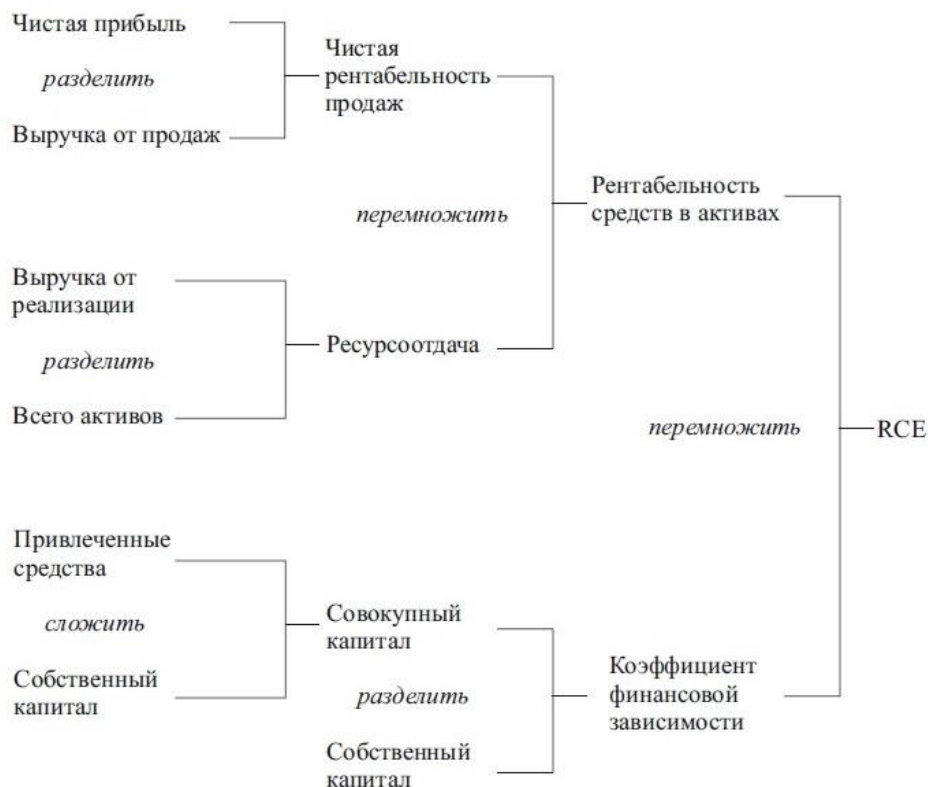 Чистая прибыль
разделить
Выручка от продаж
Чистая
рентабельность
продаж
перемножить
Рентабельность
средств в активах
Выручка от
реализации
разделить
Всего активов
Ресурсоотдача
перемножить
RCE
Привлеченные
средства
сложить
Собственный
капитал
Совокупный
капитал
разделить
Собственный
капитал
Коэффициент
финансовой
зависимости